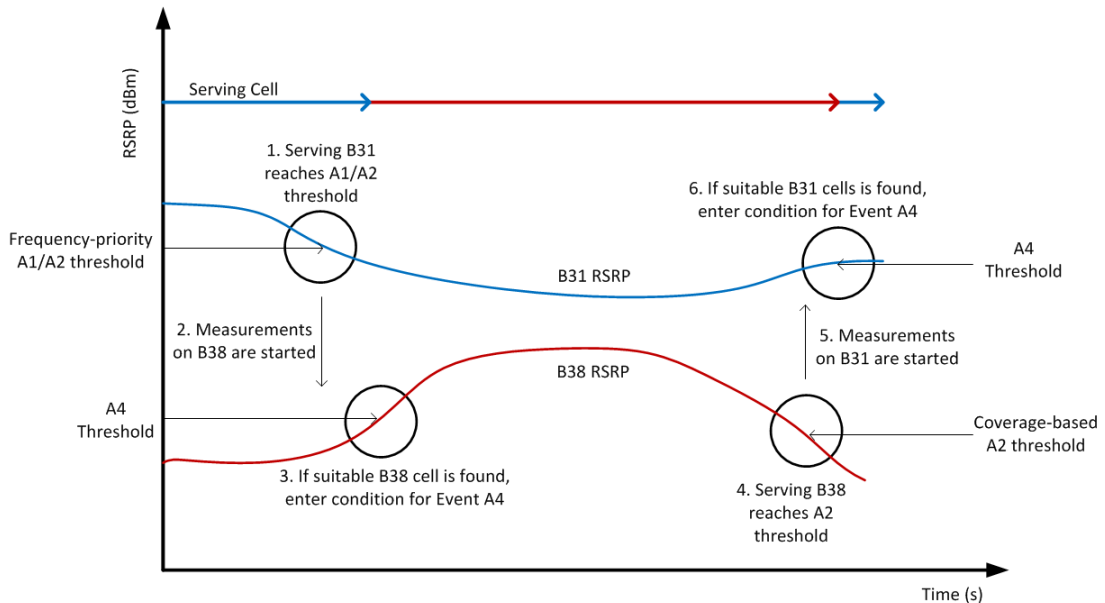 RSRP (dBm)
Serving Cell
1. Serving B31
reaches A1/A2
threshold
6. If suitable B31 cells is found,
enter condition for Event A4
Frequency-priority
A1/A2 threshold
A4
Threshold
B31 RSRP
2. Measurements
on B38 are started
5. Measurements
on B31 are started
B38 RSRP
A4
Threshold
Coverage-based
A2 threshold
3. If suitable B38 cell is found,
enter condition for Event A4
4. Serving B38
reaches A2
threshold
Time (s)